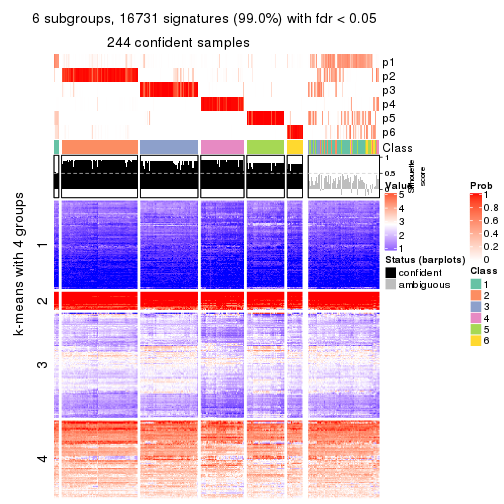 6 subgroups, 16731 signatures (99.0%) with fdr < 0.05
244 confident samples
p1
p2
p3
p4
p5
p6
Class
1
0.5
0
Silhouette
score
k-means with 4 groups
1
2
3
4
Value
5
4
3
2
1
Status (barplots)
confident
ambiguous
Prob
1
0.8
0.6
0.4
0.2
0
Class
1
2
3
4
5
6